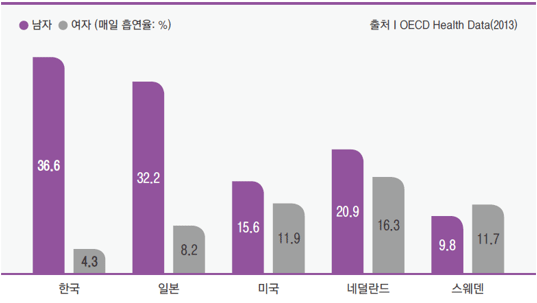 남자 여자 (매일 흡연율: %) 출처 I OECD Health Data(2013)
36.6 4.3 32.2 8.2 15.6 11.9 20.9 16.3 9.8 11.7
한국 일본 미국 네덜란드 스웨덴